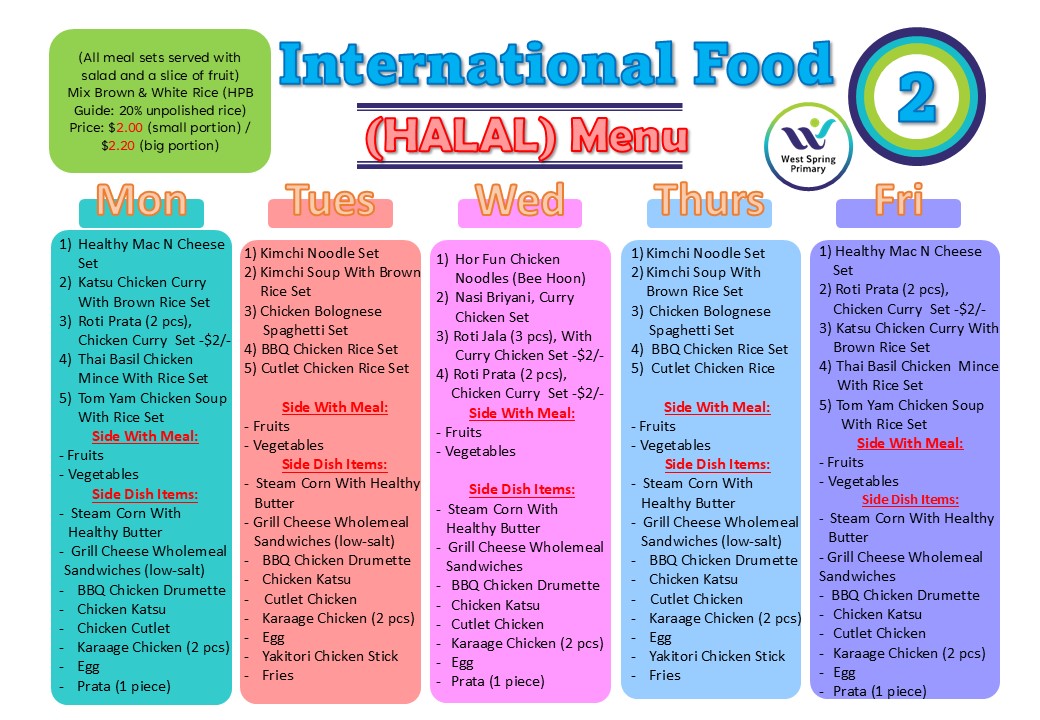 (All meal sets served with
salad and a slice of fruit)
Mix Brown & White Rice (HPB
Guide: 20% unpolished rice)
Price: $2.00 (small portion) /
$2.20 (big portion)
International Food
(HALAL) Menu
2
West Spring
Primary
Mon
1) Healthy Mac N Cheese
Set
2) Katsu Chicken Curry
With Brown Rice Set
3) Roti Prata (2 pcs),
Chicken Curry Set -$2/-
4) Thai Basil Chicken
Mince With Rice Set
5) Tom Yam Chicken Soup
With Rice Set
Side With Meal:
- Fruits
- Vegetables
Side Dish Items:
- Steam Corn With
Healthy Butter
- Grill Cheese Wholemeal
Sandwiches (low-salt)
- BBQ Chicken Drumette
- Chicken Katsu
- Chicken Cutlet
- Karaage Chicken (2 pcs)
- Egg
- Prata (1 piece)
Tues
1) Kimchi Noodle Set
2) Kimchi Soup With Brown
Rice Set
3) Chicken Bolognese
Spaghetti Set
4) BBQ Chicken Rice Set
5) Cutlet Chicken Rice Set
Side With Meal:
- Fruits
- Vegetables
Side Dish Items:
- Steam Corn With Healthy
Butter
- Grill Cheese Wholemeal
Sandwiches (low-salt)
- BBQ Chicken Drumette
- Chicken Katsu
- Cutlet Chicken
- Karaage Chicken (2 pcs)
- Egg
- Yakitori Chicken Stick
- Fries
Wed
1) Hor Fun Chicken
Noodles (Bee Hoon)
2) Nasi Briyani, Curry
Chicken Set
3) Roti Jala (3 pcs), With
Curry Chicken Set -$2/-
4) Roti Prata (2 pcs),
Chicken Curry Set -$2/-
Side With Meal:
- Fruits
- Vegetables
Side Dish Items:
- Steam Corn With
Healthy Butter
- Grill Cheese Wholemeal
Sandwiches
- BBQ Chicken Drumette
- Chicken Katsu
- Cutlet Chicken
- Karaage Chicken (2 pcs)
- Egg
- Prata (1 piece)
Thurs
1) Kimchi Noodle Set
2) Kimchi Soup With
Brown Rice Set
3) Chicken Bolognese
Spaghetti Set
4) BBQ Chicken Rice Set
5) Cutlet Chicken Rice
Side With Meal:
- Fruits
- Vegetables
Side Dish Items:
- Steam Corn With
Healthy Butter
- Grill Cheese Wholemeal
Sandwiches (low-salt)
- BBQ Chicken Drumette
- Chicken Katsu
- Cutlet Chicken
- Karaage Chicken (2 pcs)
- Egg
- Yakitori Chicken Stick
- Fries
Fri
1) Healthy Mac N Cheese
Set
2) Roti Prata (2 pcs),
Chicken Curry Set -$2/-
3) Katsu Chicken Curry With
Brown Rice Set
4) Thai Basil Chicken Mince
With Rice Set
5) Tom Yam Chicken Soup
With Rice Set
Side With Meal:
- Fruits
- Vegetables
Side Dish Items:
- Steam Corn With Healthy
Butter
- Grill Cheese Wholemeal
Sandwiches
- BBQ Chicken Drumette
- Chicken Katsu
- Cutlet Chicken
- Karaage Chicken (2 pcs)
- Egg
- Prata (1 piece)